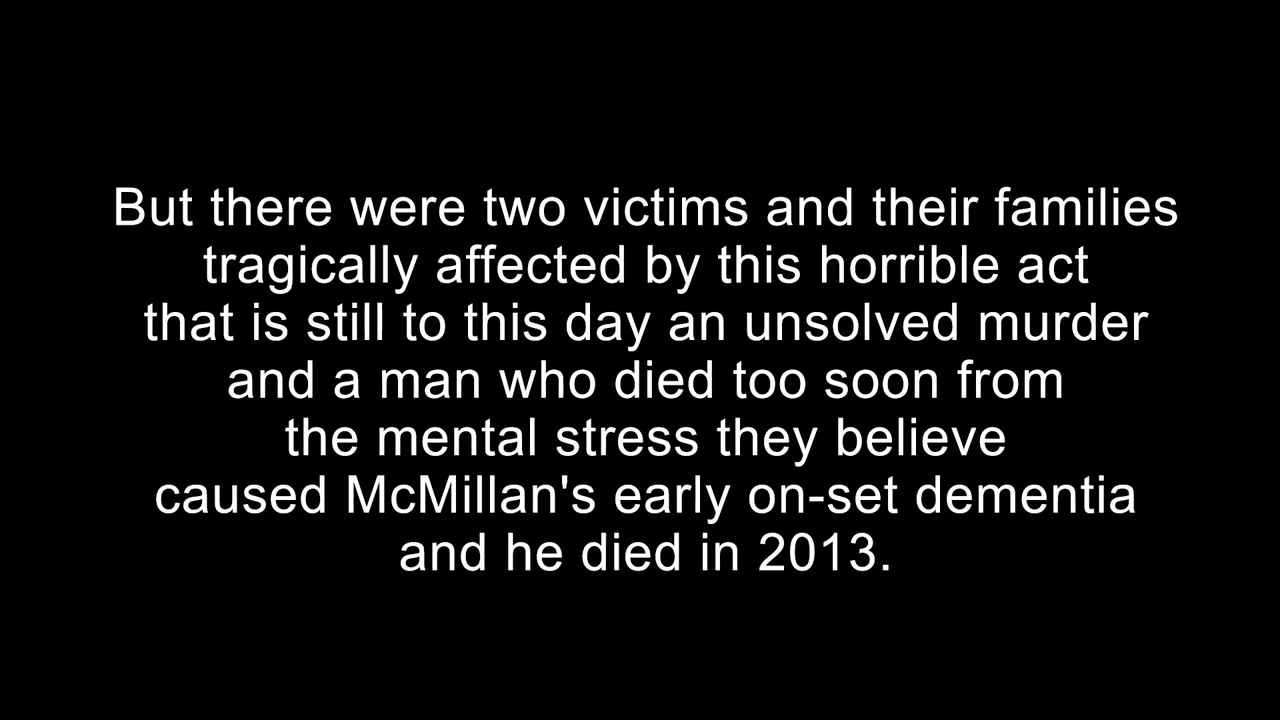 But there were two victims and their families
tragically affected by this horrible act
that is still to this day an unsolved murder
and a man who died too soon from
the mental stress they believe
caused McMillan's early on-set dementia
and he died in 2013.